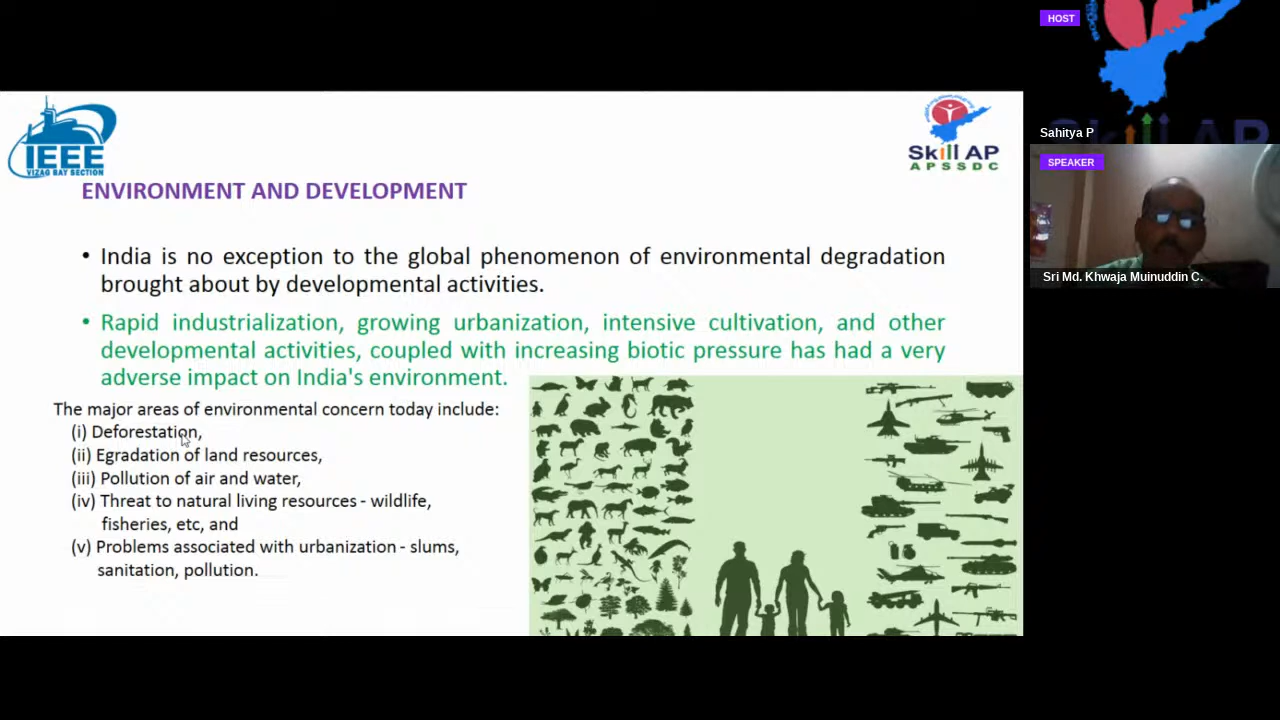 HOST
Sahitya P
SPEAKER
Sri Md. Khwaja Muinuddin C.
IEEE
VIZAG BAY SECTION
Skill AP
APSSDC
ENVIRONMENT AND DEVELOPMENT
• India is no exception to the global phenomenon of environmental degradation
brought about by developmental activities.
• Rapid industrialization, growing urbanization, intensive cultivation, and other
developmental activities, coupled with increasing biotic pressure has had a very
adverse impact on India's environment.
The major areas of environmental concern today include:
(i) Deforestation,
(ii) Egradation of land resources,
(iii) Pollution of air and water,
(iv) Threat to natural living resources - wildlife,
fisheries, etc, and
(v) Problems associated with urbanization - slums,
sanitation, pollution.